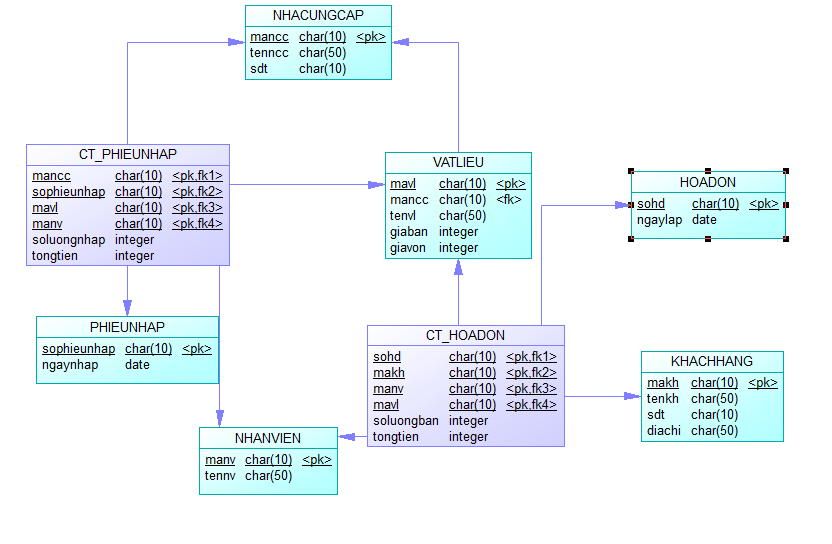 NHACUNGCAP
mancc char(10) <pk>
tenncc char(50)
sdt char(10)
CT_PHIEUNHAP
mancc char(10) <pk,fk1>
sophieunhap char(10) <pk,fk2>
mavl char(10) <pk,fk3>
manv char(10) <pk,fk4>
soluongnhap integer
tongtien integer
VATLIEU
mavl char(10) <pk>
mancc char(10) <fk>
tenvl char(50)
giaban integer
giavon integer
HOADON
sohd char(10) <pk>
ngaylap date
PHIEUNHAP
sophieunhap char(10) <pk>
ngaynhap date
CT_HOADON
sohd char(10) <pk,fk1>
makh char(10) <pk,fk2>
manv char(10) <pk,fk3>
mavl char(10) <pk,fk4>
soluongban integer
tongtien integer
KHACHHANG
makh char(10) <pk>
tenkh char(50)
sdt char(10)
diachi char(50)
NHANVIEN
manv char(10) <pk>
tennv char(50)